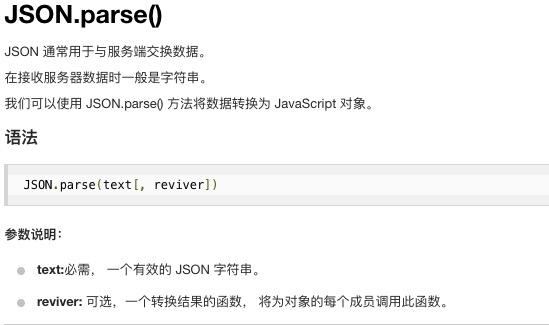 JSON.parse()
JSON 通常用于与服务端交换数据。
在接收服务器数据时一般是字符串。
我们可以使用 JSON.parse() 方法将数据转换为 JavaScript 对象。
语法
JSON.parse(text[, reviver])
参数说明：
text:必需， 一个有效的 JSON 字符串。
reviver: 可选，一个转换结果的函数， 将为对象的每个成员调用此函数。